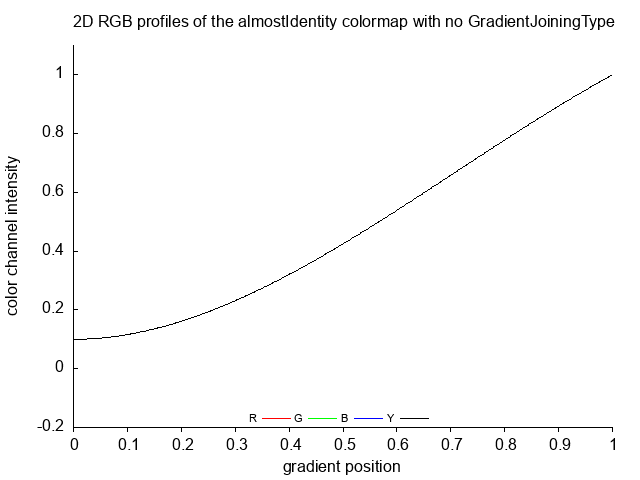 2D RGB profiles of the almostIdentity colormap with no GradientJoiningType
color channel intensity
1
0.8
0.6
0.4
0.2
0
-0.2
R G B Y
0 0.1 0.2 0.3 0.4 0.5 0.6 0.7 0.8 0.9 1
gradient position